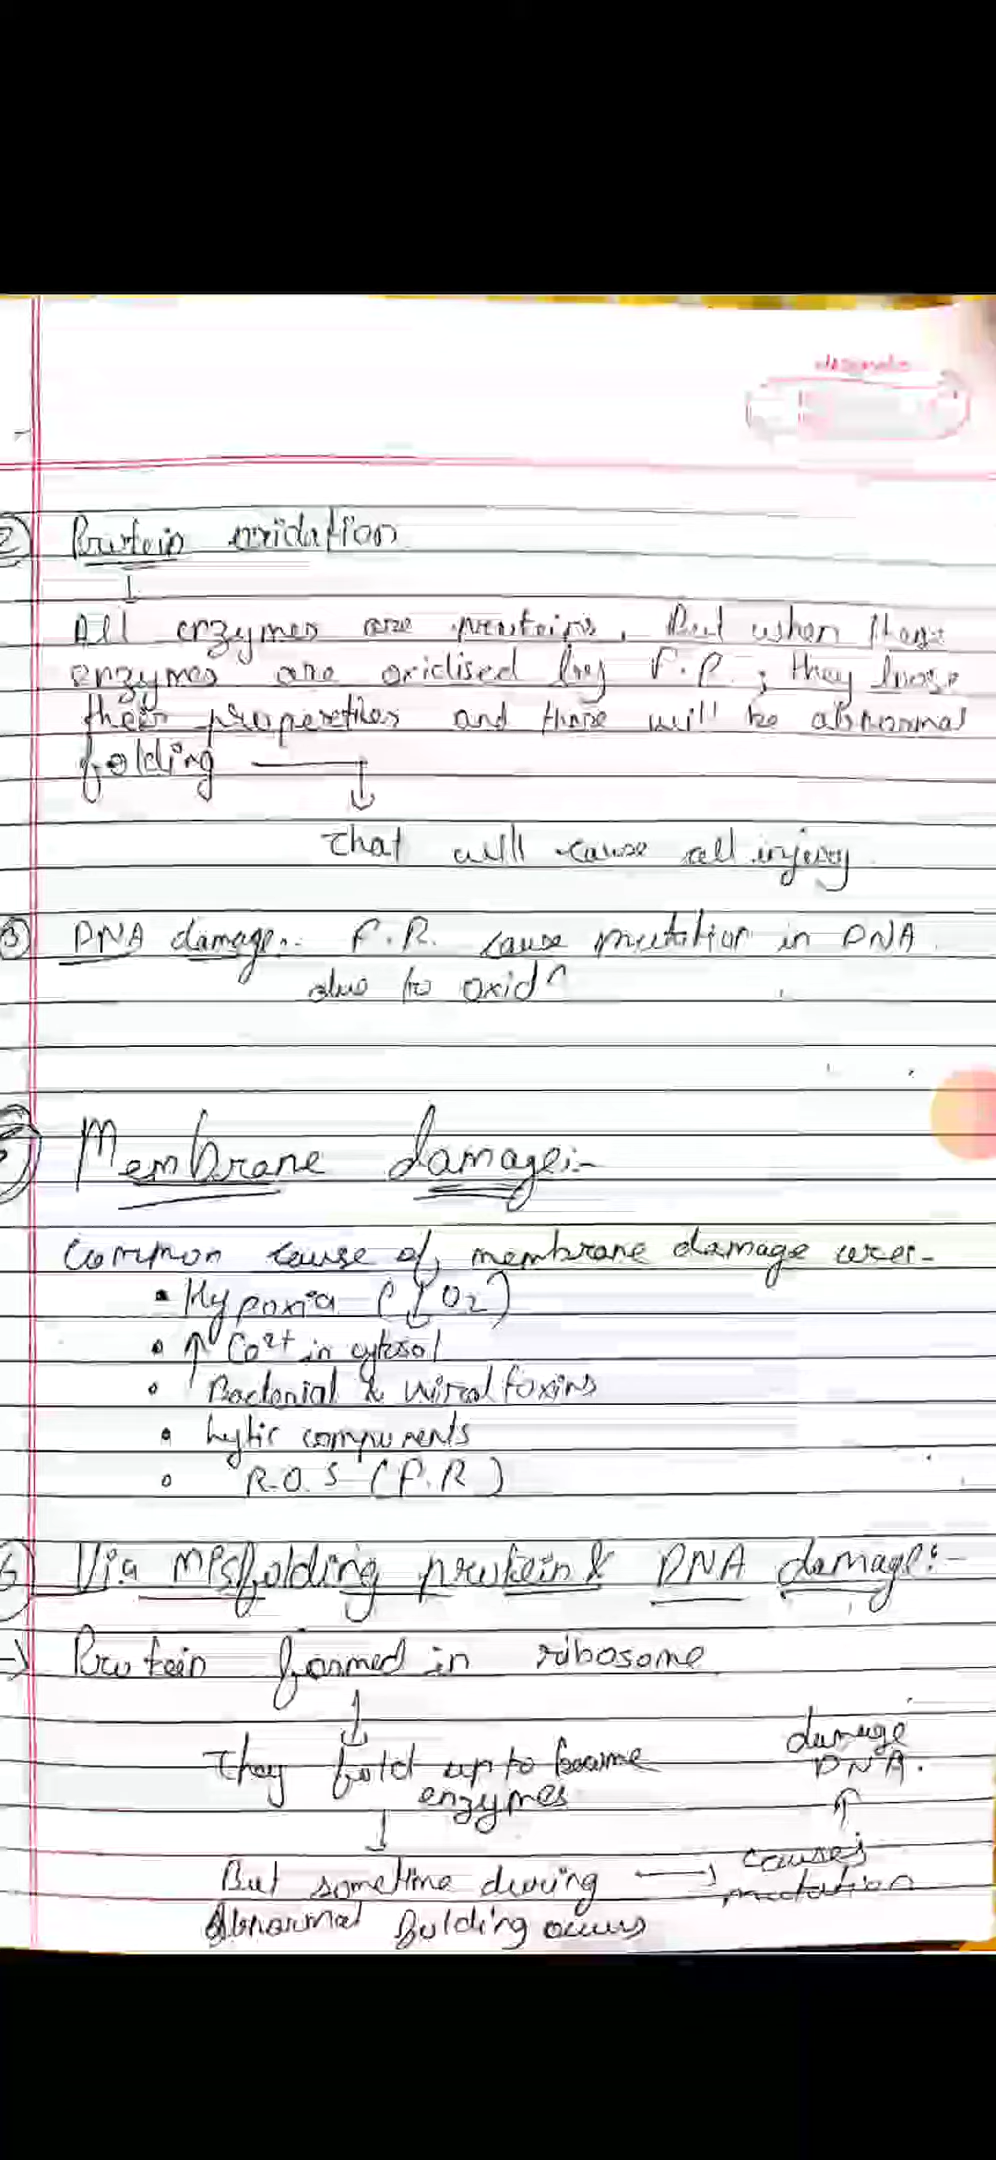 ② Protein oxidation
↓
All enzymes are proteins. But when these
enzymes are oxidised by F.R.; they loose
their properties and there will be abnormal
folding →
that will cause cell injury
③ DNA damage:- F.R. cause mutation in DNA
due to oxidⁿ
Membrane damage:-
Common cause of membrane damage
• Hypoxia (↓O₂)
• ↑ Ca²⁺ in cytosol
• Bacterial & viral toxins
• Lytic components
• R.O.S (F.R)
⑥ Via Misfolding protein & DNA damage:-
→ Protein formed in ribosome
↓
They fold up to become
enzymes
↓
But sometime during →
abnormal folding occurs
causes
mutation
↑
damage
DNA.